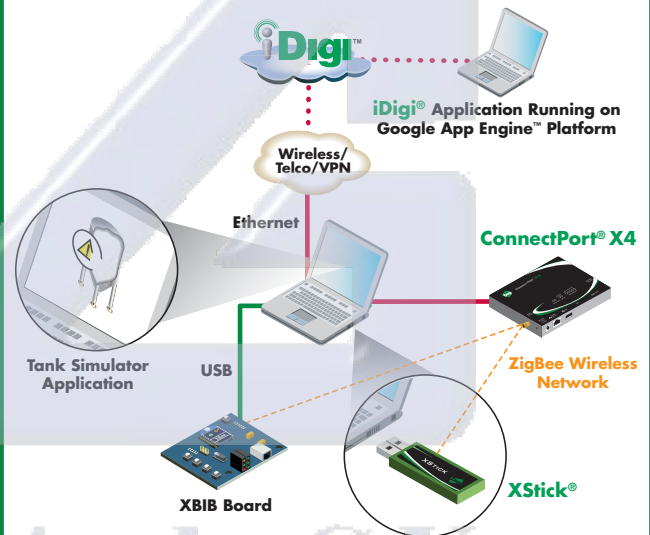 iDigi™
iDigi® Application Running on
Google App Engine™ Platform
Wireless/
Telco/VPN
Ethernet
ConnectPort® X4
Tank Simulator
Application
USB
ZigBee Wireless
Network
XSTICK
XStick®
XBIB Board